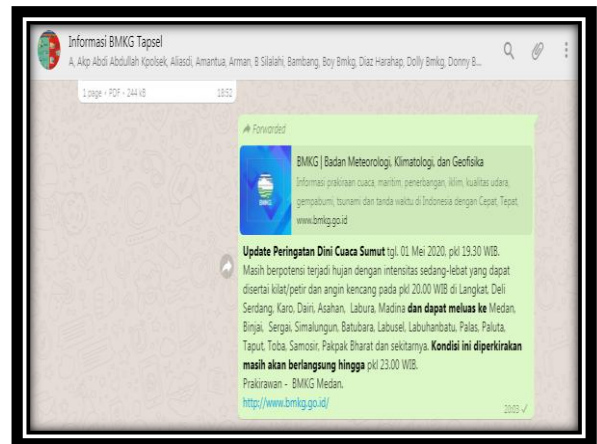 Informasi BMKG Tapsel
A, Akp Abdi Abdullah Kpolsek, Aliasdi, Amantua, Arman, B Silalahi, Bambang, Boy Bmkg, Diaz Harahap, Dolly Bmkg, Donny B...
1 page • PDF • 244 kB
18:52
Forwarded
BMKG | Badan Meteorologi, Klimatologi, dan Geofisika
Informasi prakiraan cuaca, maritim, penerbangan, iklim, kualitas udara,
gempabumi, tsunami dan tanda waktu di Indonesia dengan Cepat, Tepat,
www.bmkg.go.id
BMKG
Update Peringatan Dini Cuaca Sumut tgl. 01 Mei 2020, pkl 19.30 WIB.
Masih berpotensi terjadi hujan dengan intensitas sedang-lebat yang dapat
disertai kilat/petir dan angin kencang pada pkl 20.00 WIB di Langkat, Deli
Serdang, Karo, Dairi, Asahan, Labura, Madina dan dapat meluas ke Medan,
Binjai, Sergai, Simalungun, Batubara, Labusel, Labuhanbatu, Palas, Paluta,
Taput, Toba, Samosir, Pakpak Bharat dan sekitarnya. Kondisi ini diperkirakan
masih akan berlangsung hingga pkl 23.00 WIB.
Prakirawan - BMKG Medan.
http://www.bmkg.go.id/
20:03